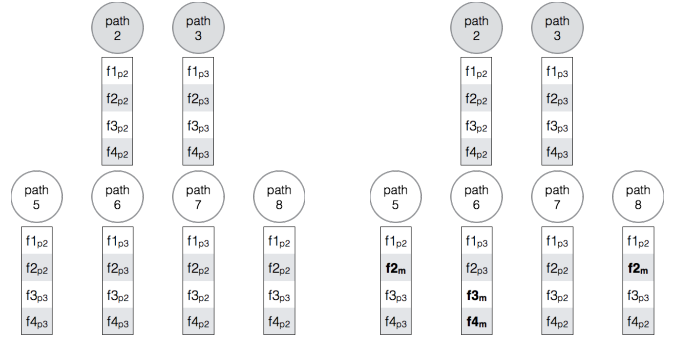 path 2 path 3 path 2 path 3
f1p2 f1p3 f1p2 f1p3
f2p2 f2p3 f2p2 f2p3
f3p2 f3p3 f3p2 f3p3
f4p2 f4p3 f4p2 f4p3
path 5 path 6 path 7 path 8 path 5 path 6 path 7 path 8
f1p2 f1p3 f1p3 f1p2 f1p2 f1p3 f1p3 f1p2
f2p2 f2p3 f2p2 f2p2 f2m f2p3 f2p2 f2m
f3p3 f3p2 f3p2 f3p3 f3p3 f3m f3p2 f3p3
f4p3 f4p3 f4p2 f4p2 f4p3 f4m f4p2 f4p2